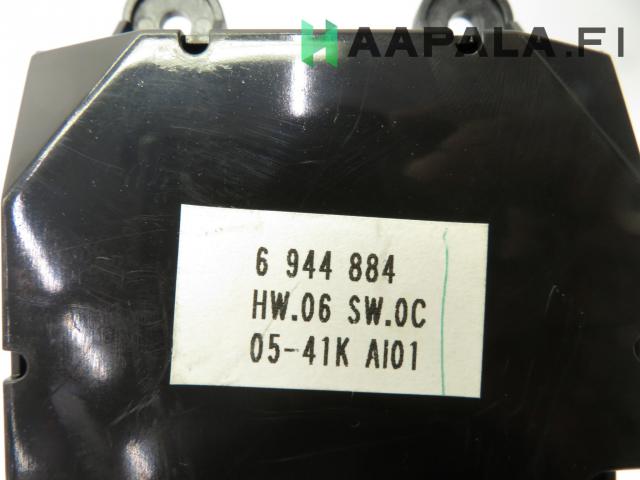 HAAPALA.FI
6 944 884
HW.06 SW.0C
05-41K AI01